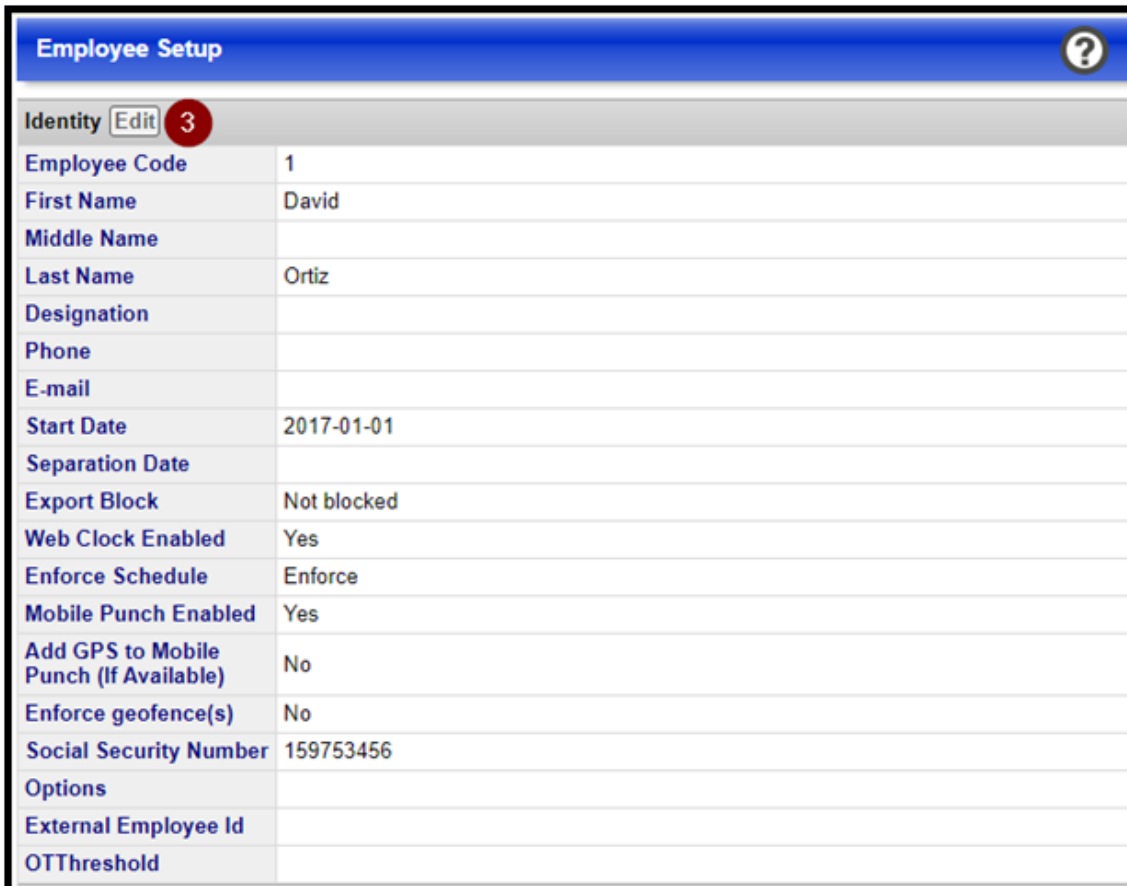 Employee Setup ?
Identity Edit 3
Employee Code 1
First Name David
Middle Name
Last Name Ortiz
Designation
Phone
E-mail
Start Date 2017-01-01
Separation Date
Export Block Not blocked
Web Clock Enabled Yes
Enforce Schedule Enforce
Mobile Punch Enabled Yes
Add GPS to Mobile
Punch (If Available) No
Enforce geofence(s) No
Social Security Number 159753456
Options
External Employee Id
OTThreshold